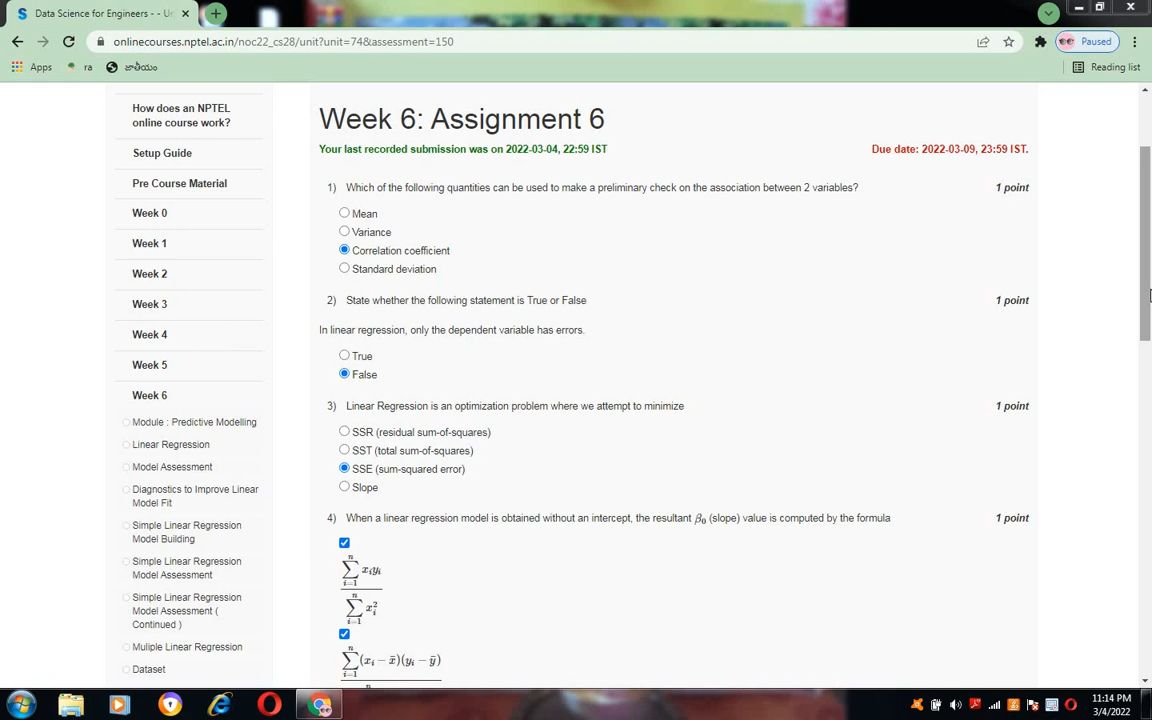 Data Science for Engineers - - U
onlinecourses.nptel.ac.in/noc22_cs28/unit?unit=74&assessment=150
Paused
Apps
ra
జాతీయం
Reading list
How does an NPTEL
online course work?
Setup Guide
Pre Course Material
Week 0
Week 1
Week 2
Week 3
Week 4
Week 5
Week 6
Module : Predictive Modelling
Linear Regression
Model Assessment
Diagnostics to Improve Linear
Model Fit
Simple Linear Regression
Model Building
Simple Linear Regression
Model Assessment
Simple Linear Regression
Model Assessment (
Continued )
Muliple Linear Regression
Dataset
Week 6: Assignment 6
Your last recorded submission was on 2022-03-04, 22:59 IST
Due date: 2022-03-09, 23:59 IST.
1) Which of the following quantities can be used to make a preliminary check on the association between 2 variables? 1 point
Mean
Variance
Correlation coefficient
Standard deviation
2) State whether the following statement is True or False 1 point
In linear regression, only the dependent variable has errors.
True
False
3) Linear Regression is an optimization problem where we attempt to minimize 1 point
SSR (residual sum-of-squares)
SST (total sum-of-squares)
SSE (sum-squared error)
Slope
4) When a linear regression model is obtained without an intercept, the resultant β₀ (slope) value is computed by the formula 1 point
n
∑ xᵢyᵢ
i=1
n
∑ xᵢ²
i=1
n
∑(xᵢ − x̄)(yᵢ − ȳ)
i=1
n
11:14 PM
3/4/2022